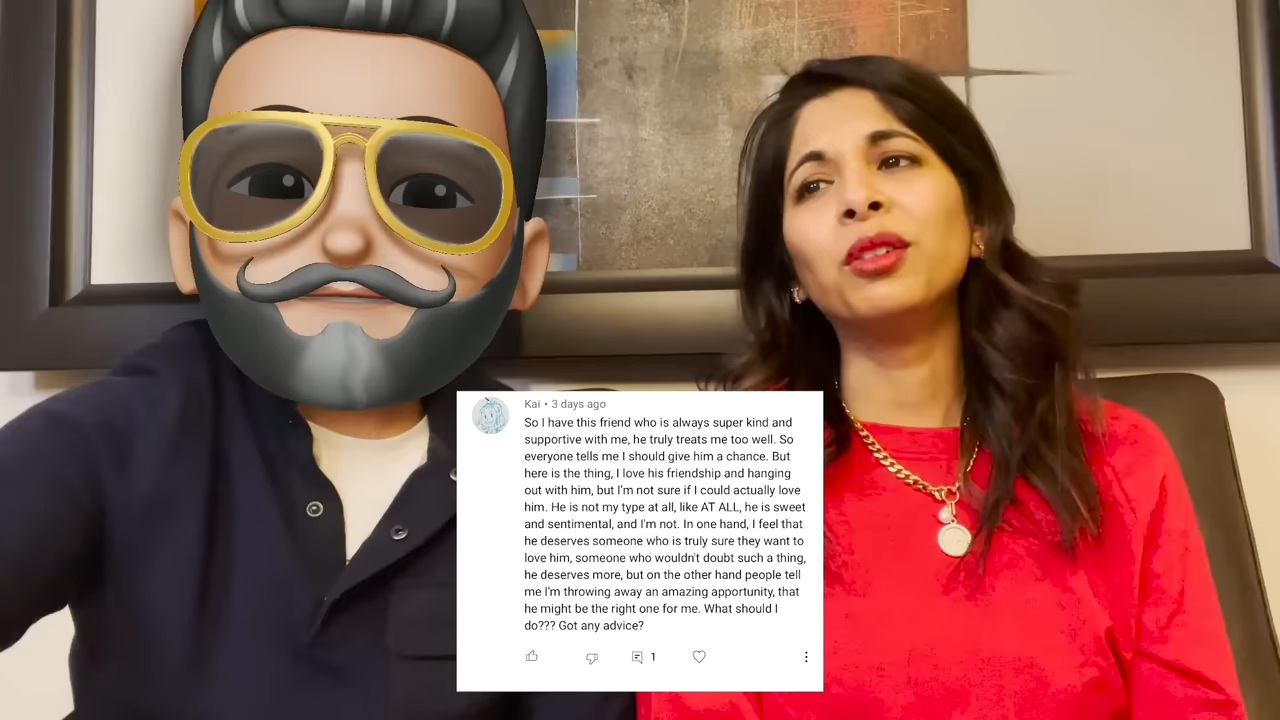 Kai • 3 days ago
So I have this friend who is always super kind and
supportive with me, he truly treats me too well. So
everyone tells me I should give him a chance. But
here is the thing, I love his friendship and hanging
out with him, but I'm not sure if I could actually love
him. He is not my type at all, like AT ALL, he is sweet
and sentimental, and I'm not. In one hand, I feel that
he deserves someone who is truly sure they want to
love him, someone who wouldn't doubt such a thing,
he deserves more, but on the other hand people tell
me I'm throwing away an amazing apportunity, that
he might be the right one for me. What should I
do??? Got any advice?
1